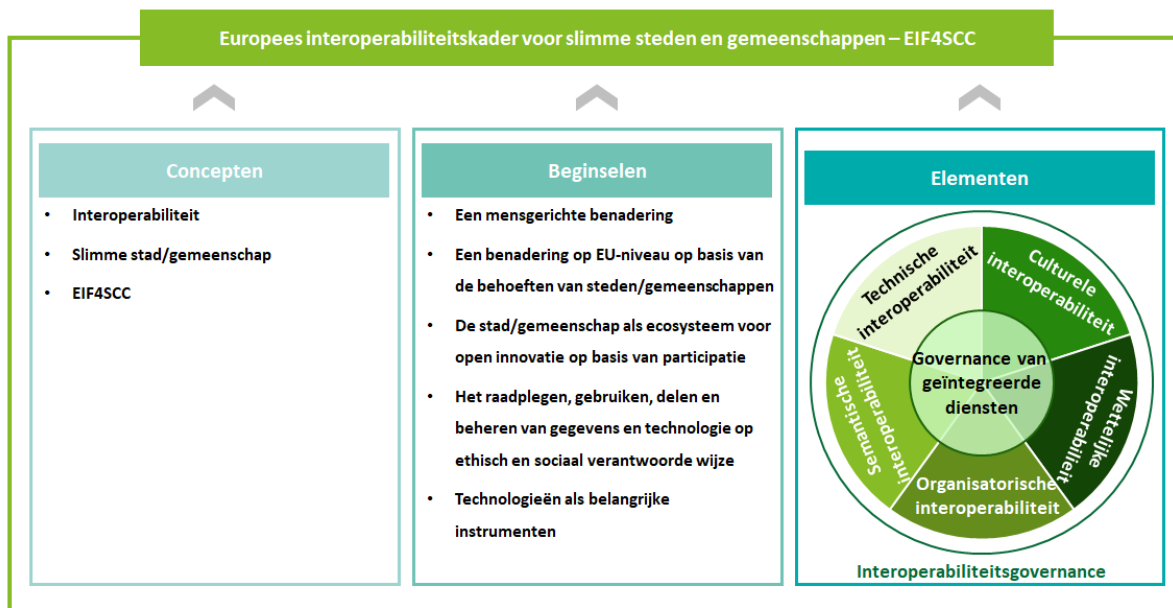 Europees interoperabiliteitskader voor slimme steden en gemeenschappen – EIF4SCC
Concepten
• Interoperabiliteit
• Slimme stad/gemeenschap
• EIF4SCC
Beginselen
• Een mensgerichte benadering
• Een benadering op EU-niveau op basis van
de behoeften van steden/gemeenschappen
• De stad/gemeenschap als ecosysteem voor
open innovatie op basis van participatie
• Het raadplegen, gebruiken, delen en
beheren van gegevens en technologie op
ethisch en sociaal verantwoorde wijze
• Technologieën als belangrijke
instrumenten
Elementen
Technische
interoperabiliteit
Culturele
interoperabiliteit
Wettelijke
interoperabiliteit
Organisatorische
interoperabiliteit
Semantische
interoperabiliteit
Governance van
geïntegreerde
diensten
Interoperabiliteitsgovernance